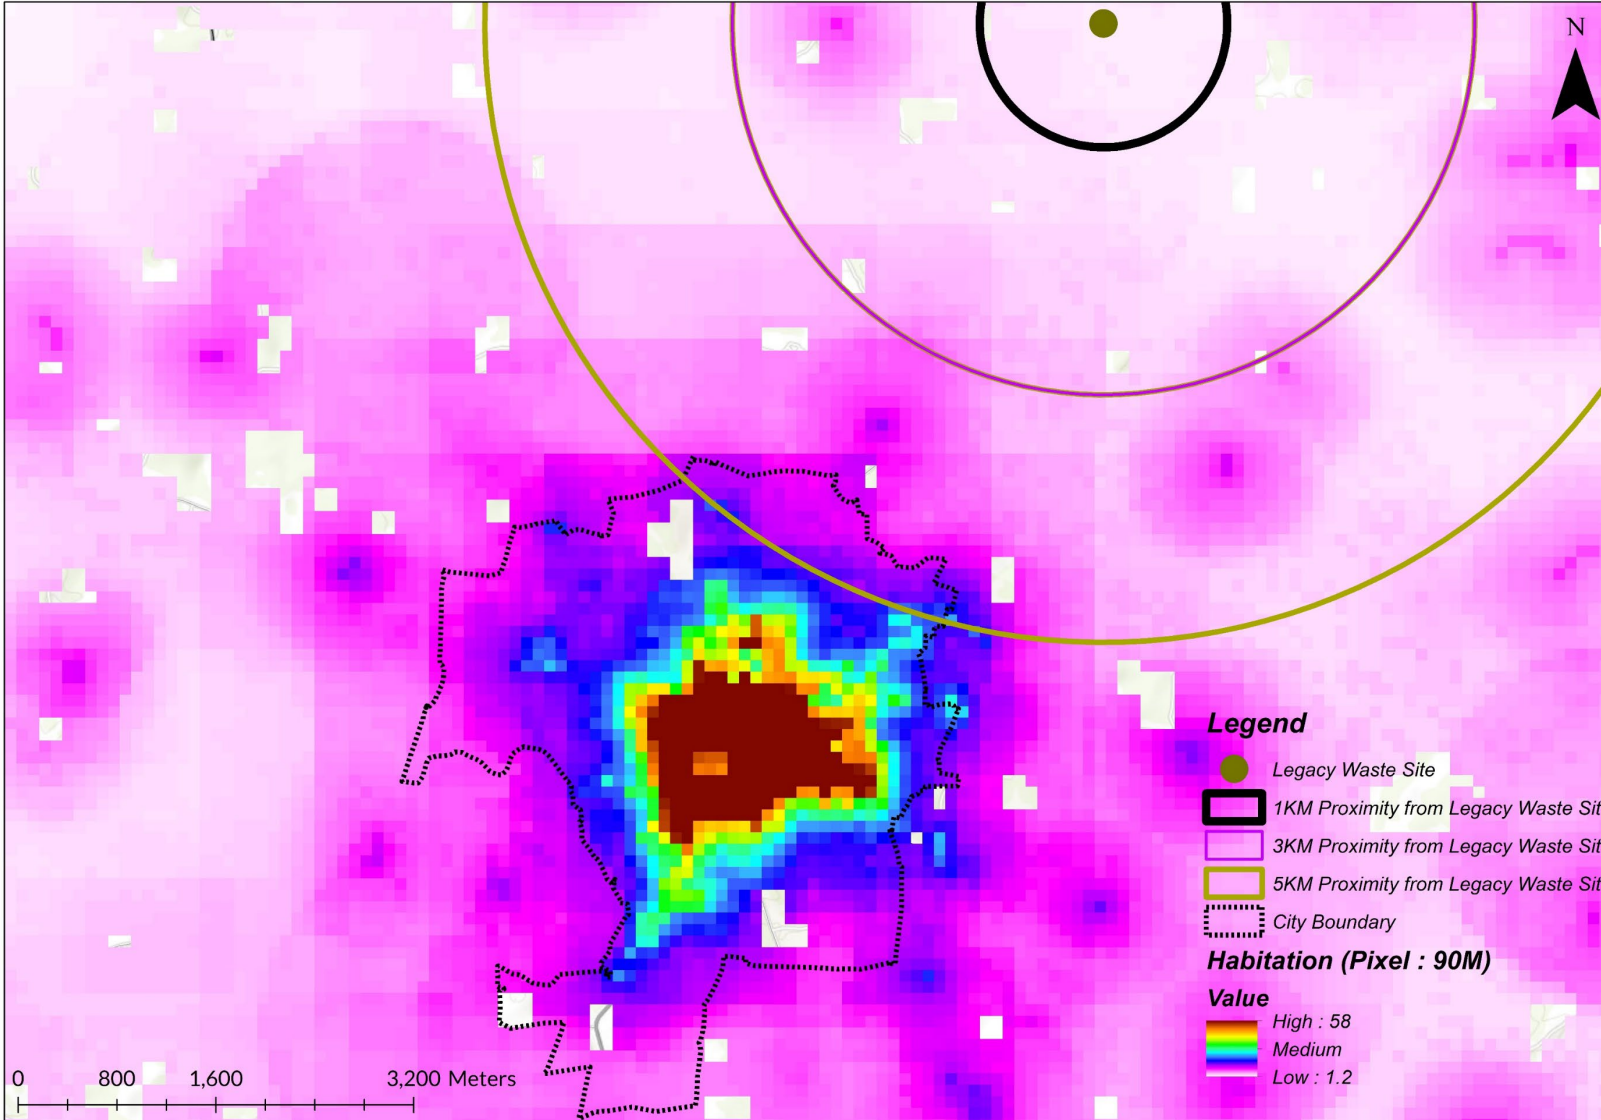 N
Legend
Legacy Waste Site
1KM Proximity from Legacy Waste Sit
3KM Proximity from Legacy Waste Sit
5KM Proximity from Legacy Waste Sit
City Boundary
Habitation (Pixel : 90M)
Value
High : 58
Medium
Low : 1.2
0 800 1,600 3,200 Meters